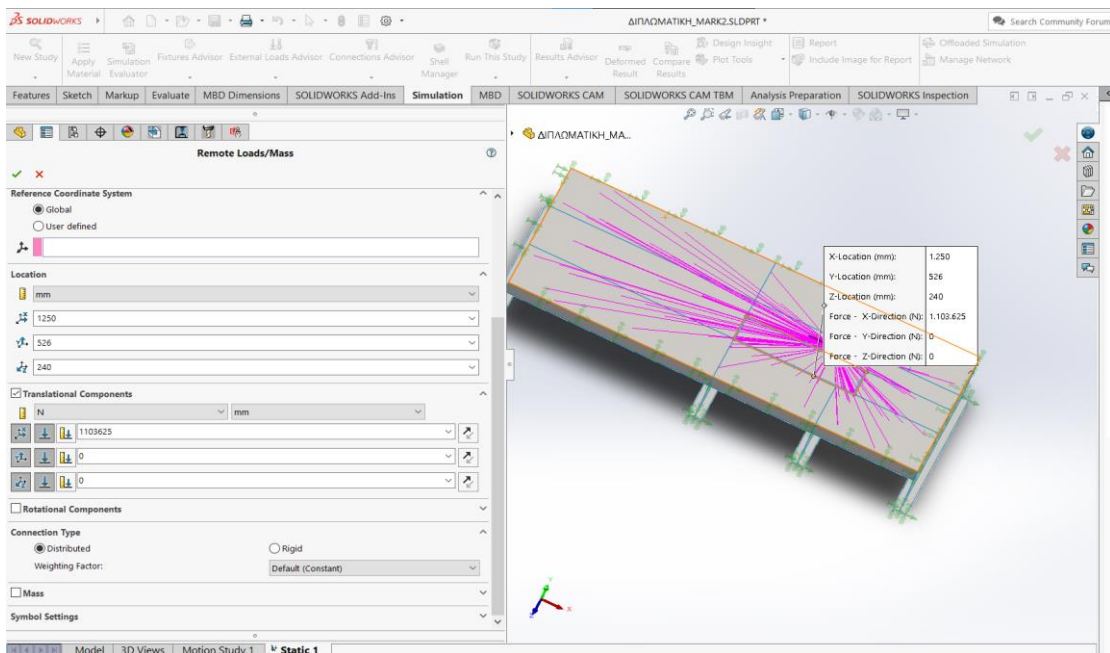 SOLIDWORKS
ΔΙΠΛΩΜΑΤΙΚΗ_MARK2.SLDPRT *
Search Community Forum
New Study
Apply Material
Simulation Evaluator
Fixtures Advisor
External Loads Advisor
Connections Advisor
Shell Manager
Run This Study
Results Advisor
Deformed Result
Compare Results
Design Insight
Plot Tools
Report
Include Image for Report
Offloaded Simulation
Manage Network
Features Sketch Markup Evaluate MBD Dimensions SOLIDWORKS Add-Ins Simulation MBD SOLIDWORKS CAM SOLIDWORKS CAM TBM Analysis Preparation SOLIDWORKS Inspection
Remote Loads/Mass
Reference Coordinate System
Global
User defined
Location
mm
1250
526
240
Translational Components
N mm
1103625
0
0
Rotational Components
Connection Type
Distributed Rigid
Weighting Factor: Default (Constant)
Mass
Symbol Settings
ΔΙΠΛΩΜΑΤΙΚΗ_ΜΑ...
X-Location (mm): 1.250
Y-Location (mm): 526
Z-Location (mm): 240
Force - X-Direction (N): 1.103.625
Force - Y-Direction (N): 0
Force - Z-Direction (N): 0
Y
X
Model 3D Views Motion Study 1 Static 1